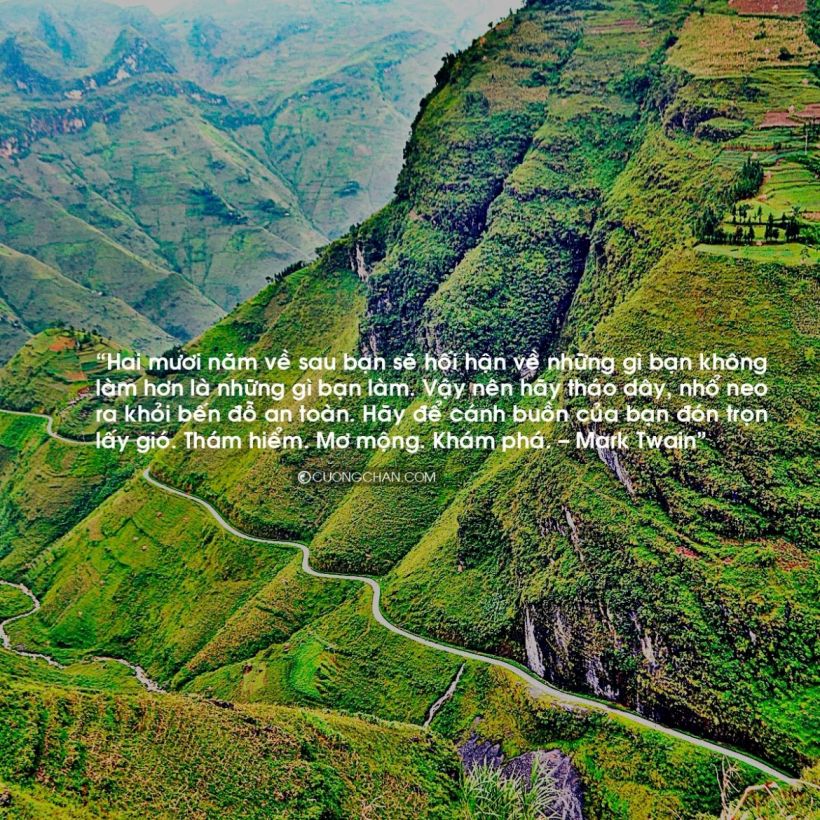 “Hai mươi năm về sau bạn sẽ hối hận về những gì bạn không
làm hơn là những gì bạn làm. Vậy nên hãy tháo dây, nhổ neo
ra khỏi bến đỗ an toàn. Hãy để cánh buồm của bạn đón trọn
lấy gió. Thám hiểm. Mơ mộng. Khám phá. – Mark Twain”
©CUONGCHAN.COM